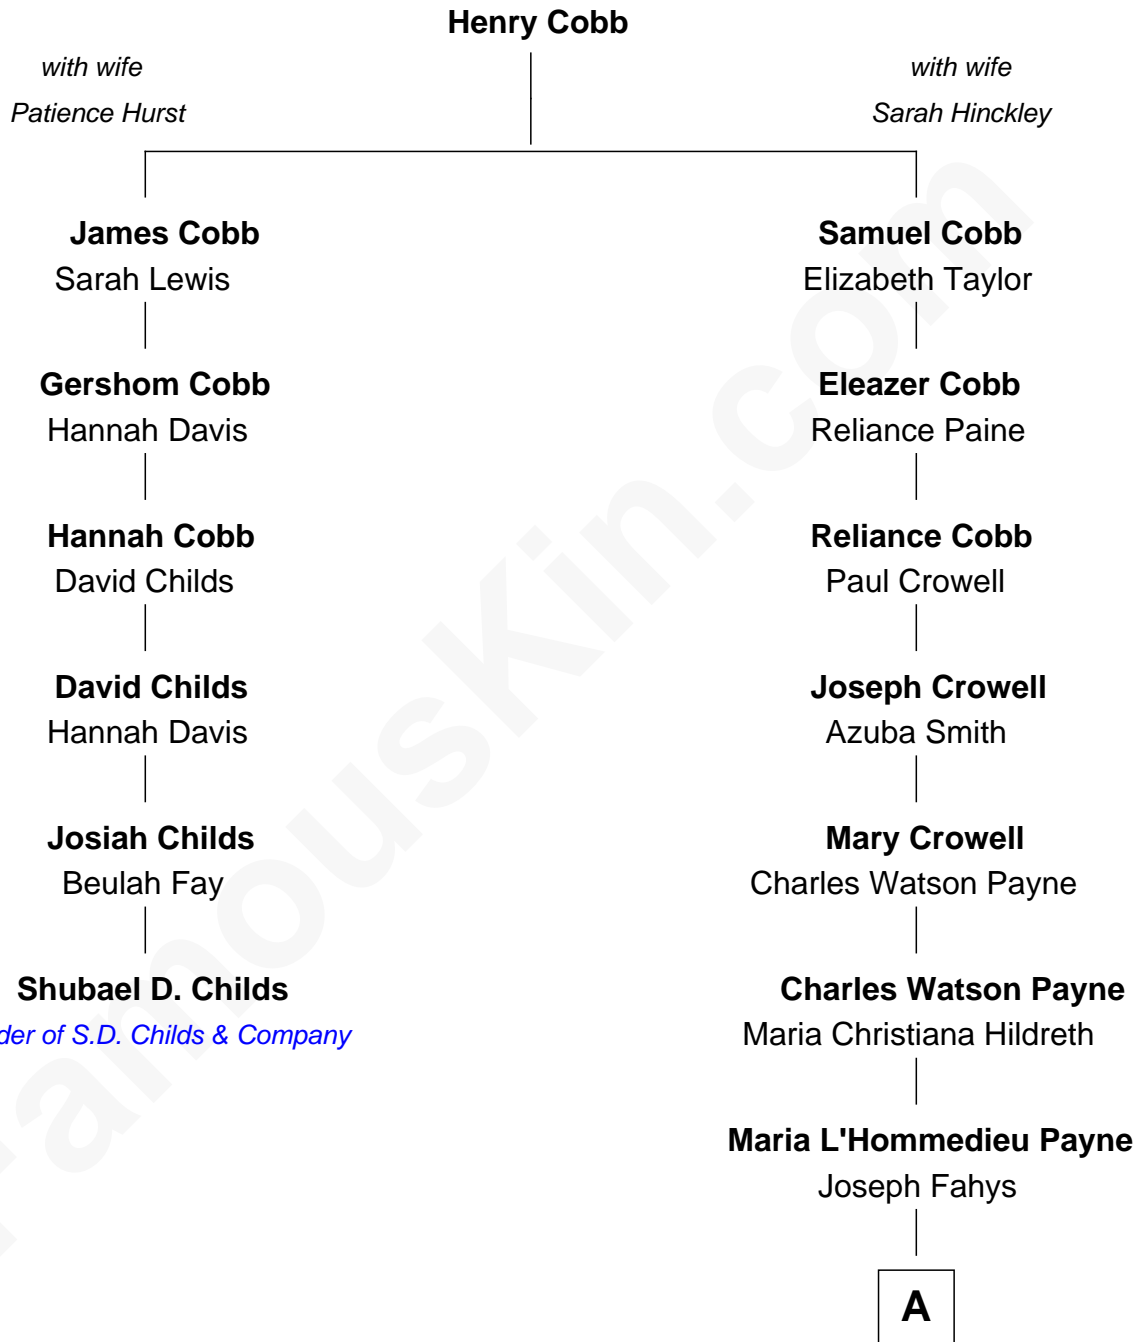 Henry Cobb
with wife
Patience Hurst
with wife
Sarah Hinckley
James Cobb
Sarah Lewis
Samuel Cobb
Elizabeth Taylor
Gershom Cobb
Hannah Davis
Eleazer Cobb
Reliance Paine
Hannah Cobb
David Childs
Reliance Cobb
Paul Crowell
David Childs
Hannah Davis
Joseph Crowell
Azuba Smith
Josiah Childs
Beulah Fay
Mary Crowell
Charles Watson Payne
Shubael D. Childs
der of S.D. Childs & Company
Charles Watson Payne
Maria Christiana Hildreth
Maria L'Hommedieu Payne
Joseph Fahys
A
FamousKin.com